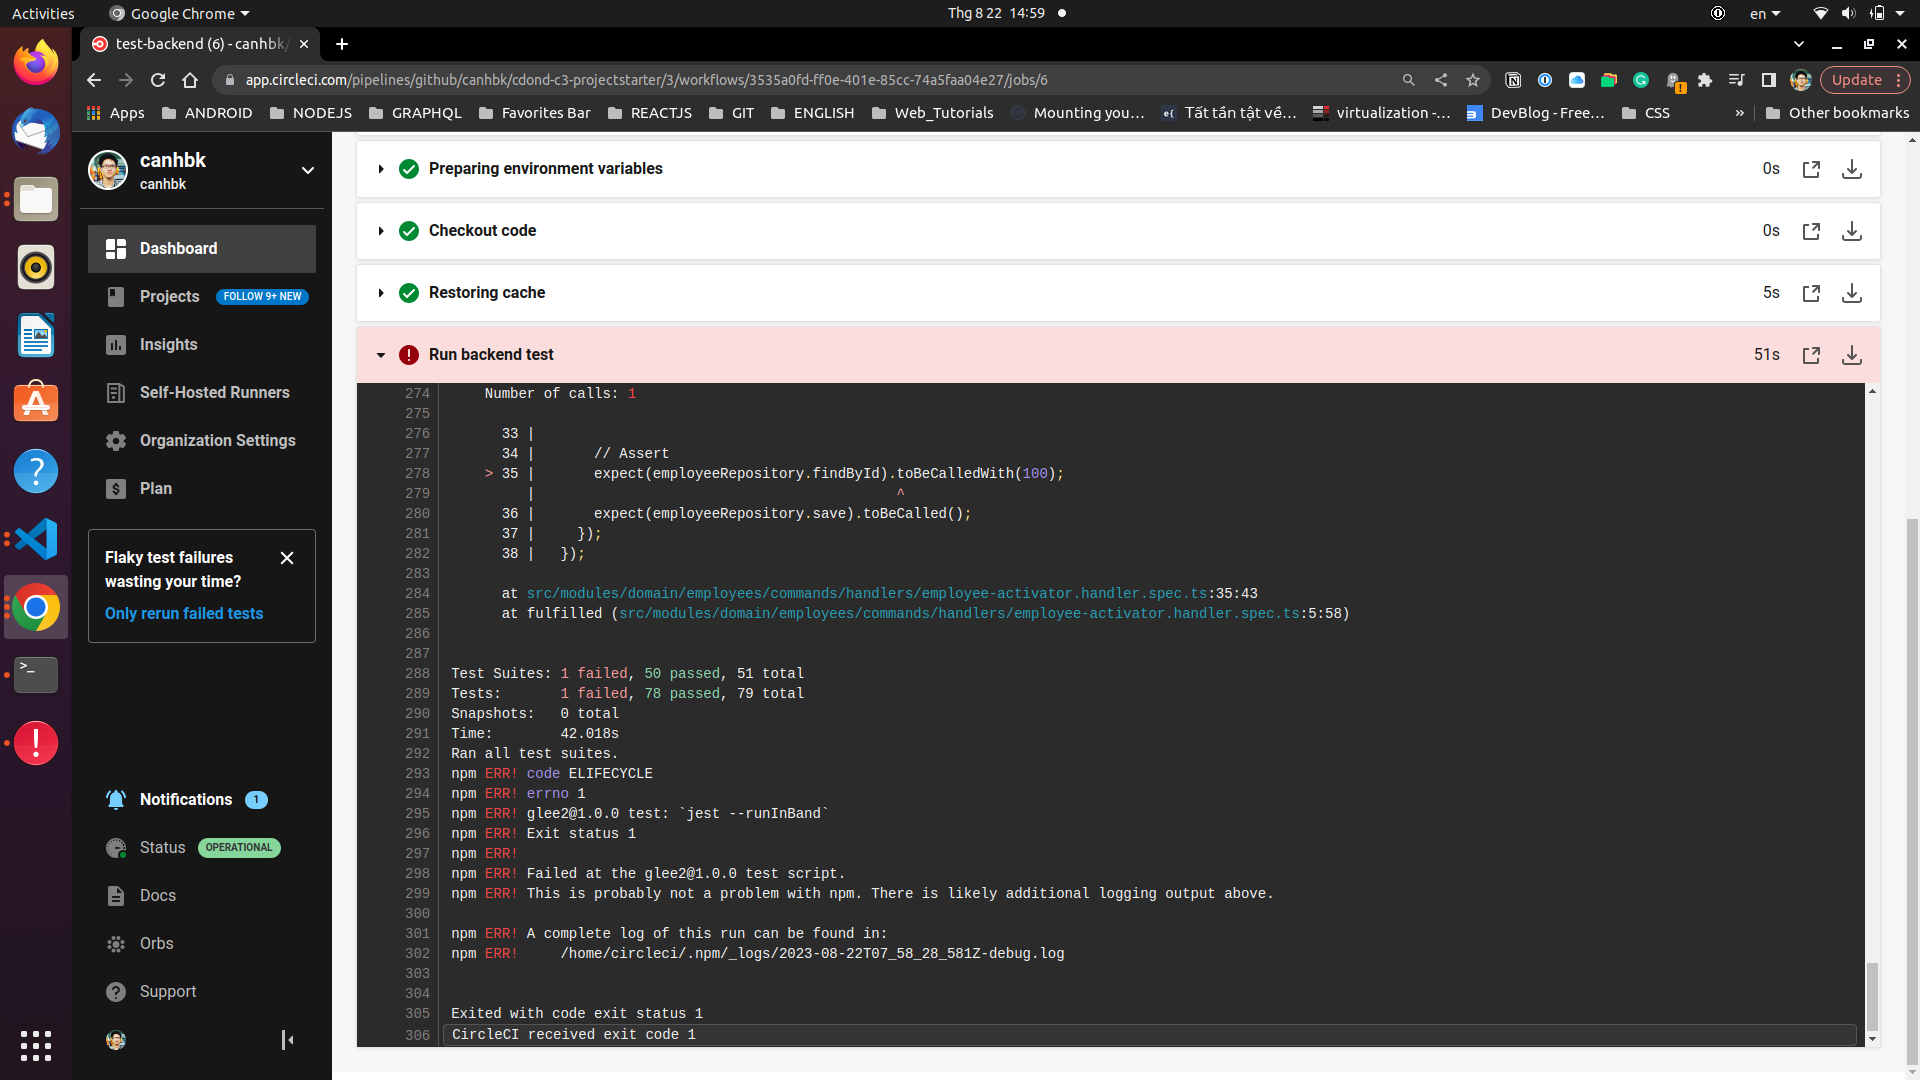 Activities
Google Chrome
Thg 8 22 14:59
en
test-backend (6) - canhbk/
app.circleci.com/pipelines/github/canhbk/cdond-c3-projectstarter/3/workflows/3535a0fd-ff0e-401e-85cc-74a5faa04e27/jobs/6
Update
Apps
ANDROID
NODEJS
GRAPHQL
Favorites Bar
REACTJS
GIT
ENGLISH
Web_Tutorials
Mounting you…
Tất tần tật về…
virtualization -…
DevBlog - Free…
CSS
»
Other bookmarks
canhbk
canhbk
Dashboard
Projects FOLLOW 9+ NEW
Insights
Self-Hosted Runners
Organization Settings
Plan
Flaky test failures
wasting your time?
Only rerun failed tests
Notifications 1
Status OPERATIONAL
Docs
Orbs
Support
Preparing environment variables 0s
Checkout code 0s
Restoring cache 5s
Run backend test 51s
274 Number of calls: 1
275
276 33 |
277 34 | // Assert
278 > 35 | expect(employeeRepository.findById).toBeCalledWith(100);
279 | ^
280 36 | expect(employeeRepository.save).toBeCalled();
281 37 | });
282 38 | });
283
284 at src/modules/domain/employees/commands/handlers/employee-activator.handler.spec.ts:35:43
285 at fulfilled (src/modules/domain/employees/commands/handlers/employee-activator.handler.spec.ts:5:58)
286
287
288 Test Suites: 1 failed, 50 passed, 51 total
289 Tests: 1 failed, 78 passed, 79 total
290 Snapshots: 0 total
291 Time: 42.018s
292 Ran all test suites.
293 npm ERR! code ELIFECYCLE
294 npm ERR! errno 1
295 npm ERR! glee2@1.0.0 test: `jest --runInBand`
296 npm ERR! Exit status 1
297 npm ERR!
298 npm ERR! Failed at the glee2@1.0.0 test script.
299 npm ERR! This is probably not a problem with npm. There is likely additional logging output above.
300
301 npm ERR! A complete log of this run can be found in:
302 npm ERR! /home/circleci/.npm/_logs/2023-08-22T07_58_28_581Z-debug.log
303
304
305 Exited with code exit status 1
306 CircleCI received exit code 1